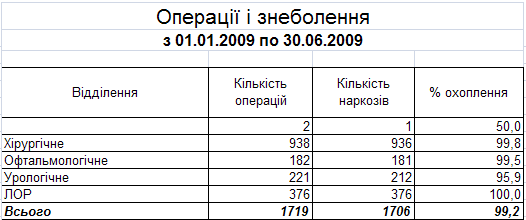 Операції і знеболення
з 01.01.2009 по 30.06.2009
Відділення Кількість операцій Кількість наркозів % охоплення
2 1 50,0
Хірургічне 938 936 99,8
Офтальмологічне 182 181 99,5
Урологічне 221 212 95,9
ЛОР 376 376 100,0
Всього 1719 1706 99,2